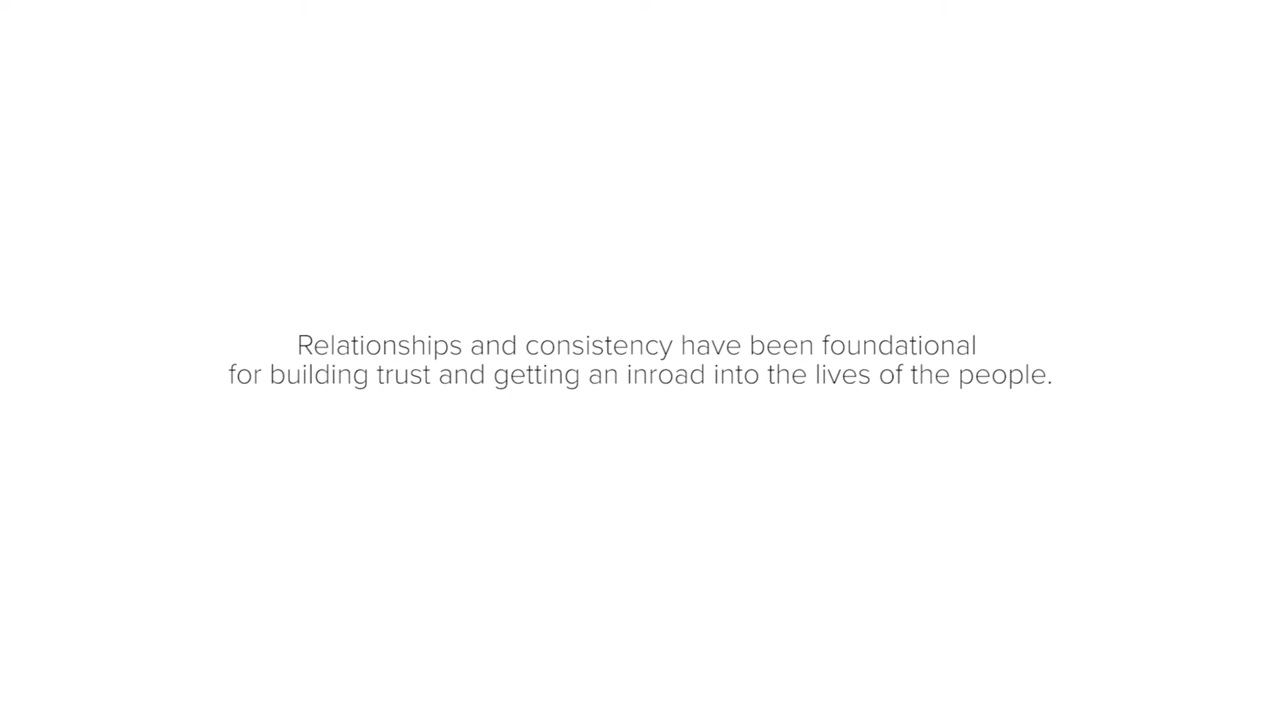 Relationships and consistency have been foundational
for building trust and getting an inroad into the lives of the people.